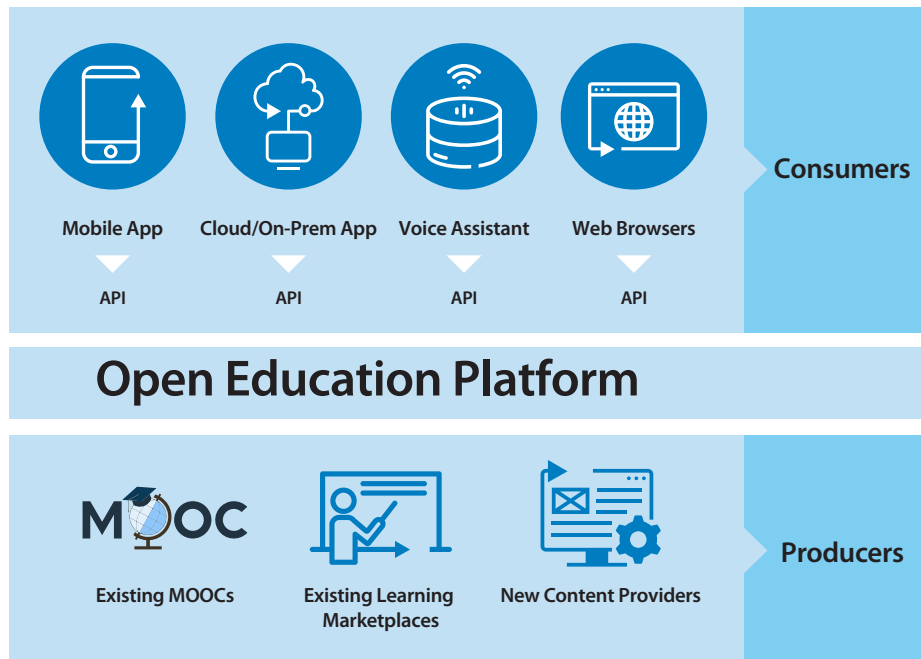 Consumers
Mobile App
Cloud/On-Prem App
Voice Assistant
Web Browsers
API
API
API
API
Open Education Platform
MOOC
Existing MOOCs
Existing Learning
Marketplaces
New Content Providers
Producers